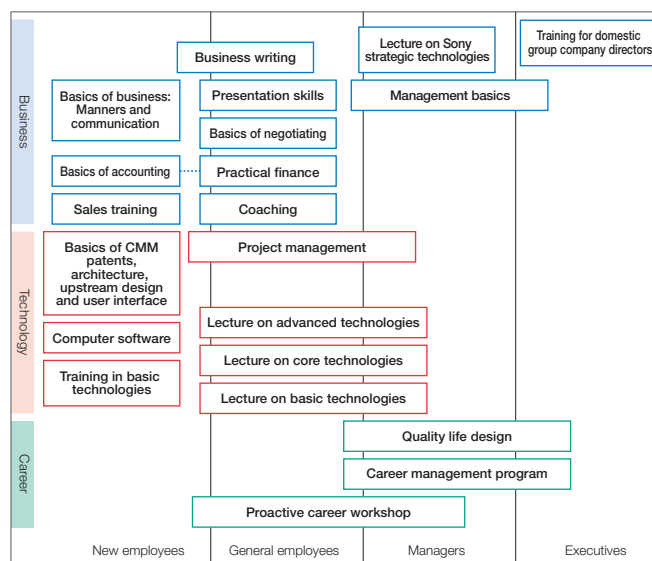 Business
Business writing
Lecture on Sony
strategic technologies
Training for domestic
group company directors
Basics of business:
Manners and
communication
Presentation skills
Management basics
Basics of negotiating
Basics of accounting
Practical finance
Sales training
Coaching
Technology
Basics of CMM
patents,
architecture,
upstream design
and user interface
Project management
Computer software
Lecture on advanced technologies
Training in basic
technologies
Lecture on core technologies
Lecture on basic technologies
Career
Quality life design
Career management program
Proactive career workshop
New employees
General employees
Managers
Executives